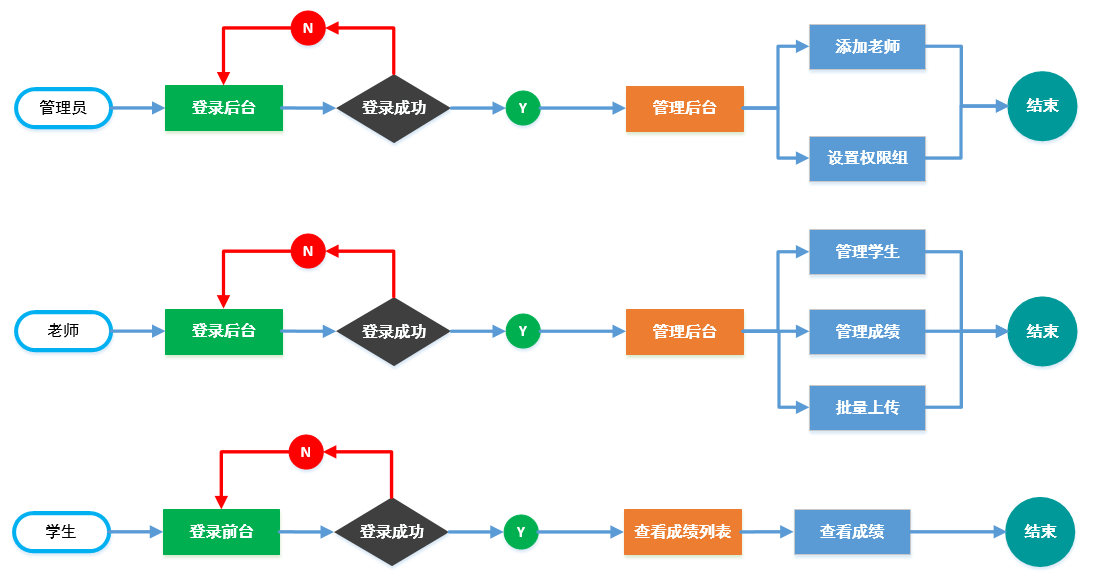 N
管理员
登录后台
登录成功
Y
管理后台
添加老师
设置权限组
结束
N
老师
登录后台
登录成功
Y
管理后台
管理学生
管理成绩
批量上传
结束
N
学生
登录前台
登录成功
Y
查看成绩列表
查看成绩
结束